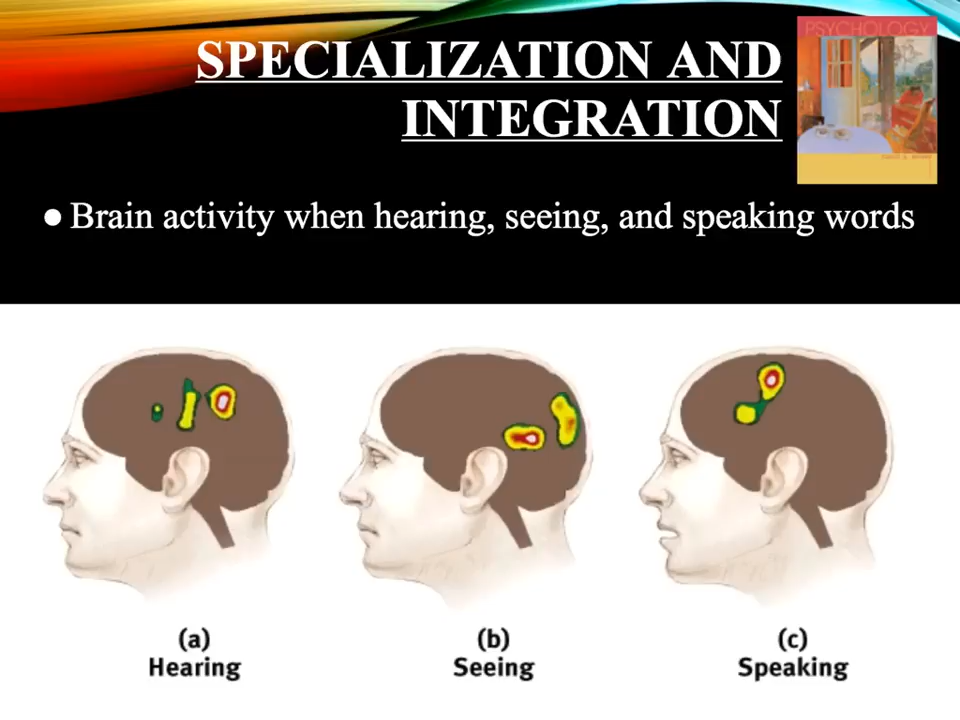 SPECIALIZATION AND
INTEGRATION
PSYCHOLOGY
● Brain activity when hearing, seeing, and speaking words
(a)
Hearing
(b)
Seeing
(c)
Speaking